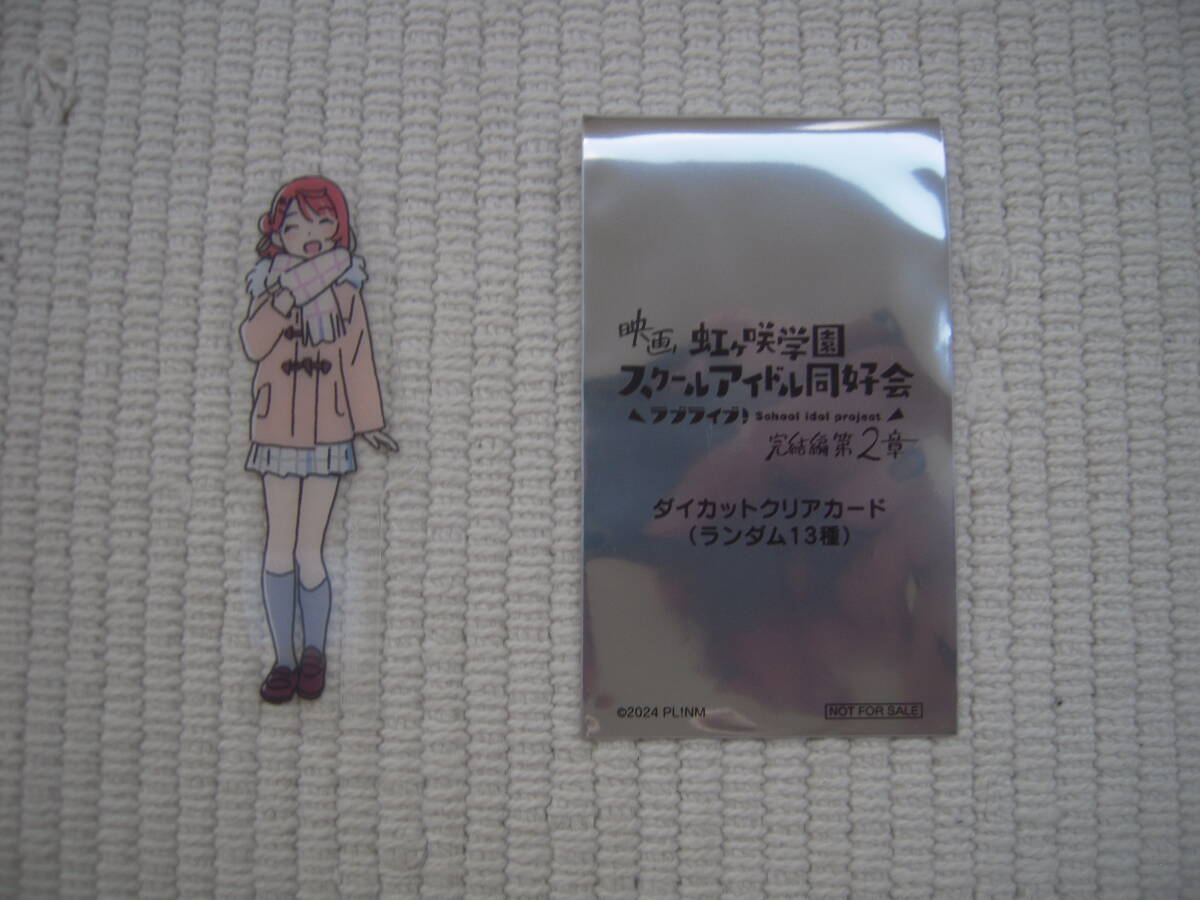 映画 虹ヶ咲学園
スクールアイドル同好会
ラブライブ! School idol project
完結編 第2章
ダイカットクリアカード
(ランダム13種)
©2024 PL!NM
NOT FOR SALE